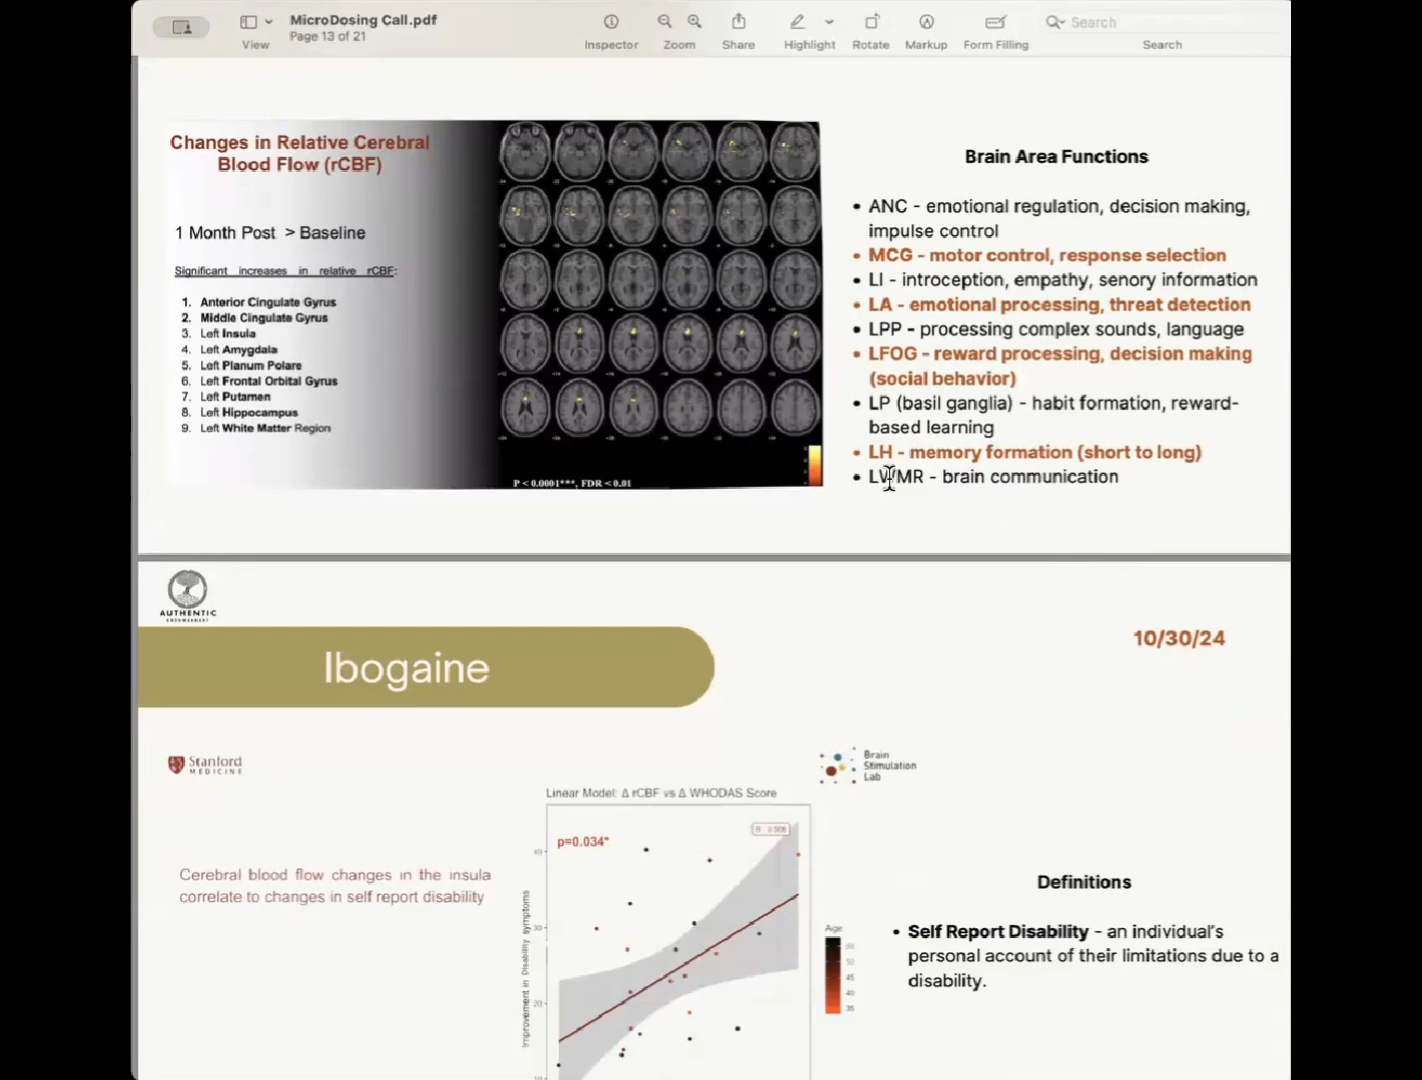 MicroDosing Call.pdf
Page 13 of 21
View
Inspector
Zoom
Share
Highlight
Rotate
Markup
Form Filling
Search
Search
Changes in Relative Cerebral
Blood Flow (rCBF)
1 Month Post > Baseline
Significant increases in relative rCBF:
1. Anterior Cingulate Gyrus
2. Middle Cingulate Gyrus
3. Left Insula
4. Left Amygdala
5. Left Planum Polare
6. Left Frontal Orbital Gyrus
7. Left Putamen
8. Left Hippocampus
9. Left White Matter Region
P < 0.0001***, FDR < 0.01
Brain Area Functions
• ANC - emotional regulation, decision making,
impulse control
• MCG - motor control, response selection
• LI - introception, empathy, senory information
• LA - emotional processing, threat detection
• LPP - processing complex sounds, language
• LFOG - reward processing, decision making
(social behavior)
• LP (basil ganglia) - habit formation, reward-
based learning
• LH - memory formation (short to long)
• LWMR - brain communication
AUTHENTIC
EMPOWERMENT
Ibogaine
10/30/24
Stanford
MEDICINE
Brain
Stimulation
Lab
Cerebral blood flow changes in the insula
correlate to changes in self report disability
Linear Model: Δ rCBF vs Δ WHODAS Score
p=0.034*
Improvement in Disability symptoms
40
30
20
10
Age
50
45
40
35
Definitions
• Self Report Disability - an individual's
personal account of their limitations due to a
disability.